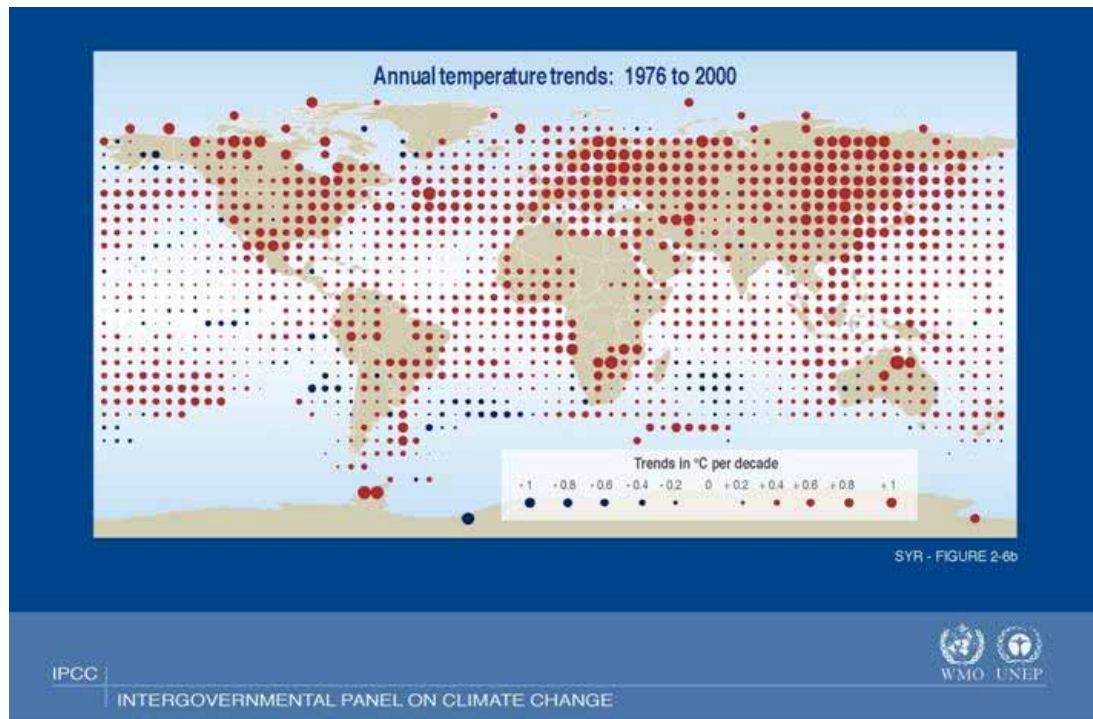 Annual temperature trends: 1976 to 2000
Trends in °C per decade
- 1 - 0.8 - 0.6 - 0.4 - 0.2 0 + 0.2 + 0.4 + 0.6 + 0.8 + 1
SYR - FIGURE 2-6b
WMO UNEP
IPCC
INTERGOVERNMENTAL PANEL ON CLIMATE CHANGE